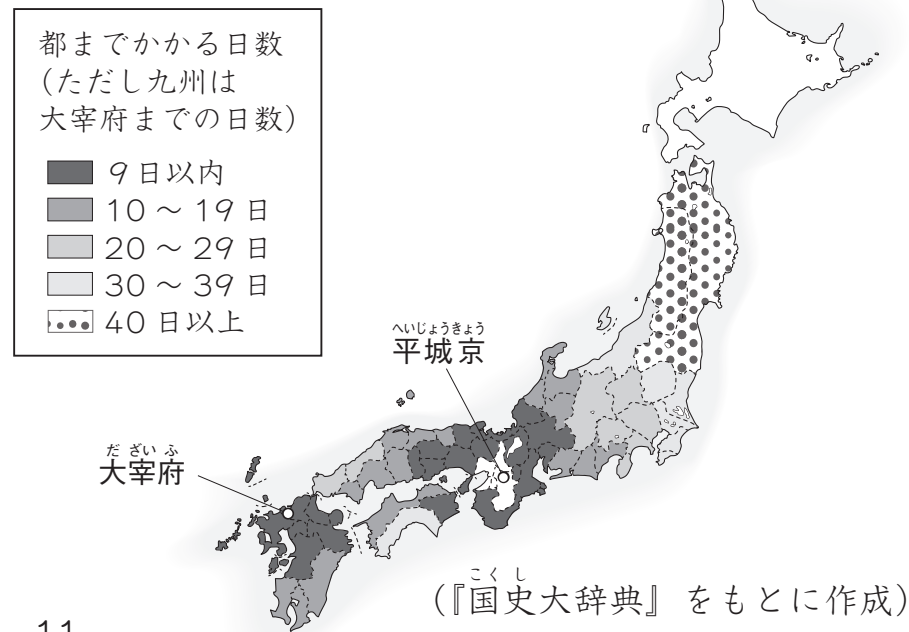 都までかかる日数
(ただし九州は
大宰府までの日数)
9日以内
10～19日
20～29日
30～39日
40日以上
へいじょうきょう
平城京
だざいふ
大宰府
こくし
(『国史大辞典』をもとに作成)
11